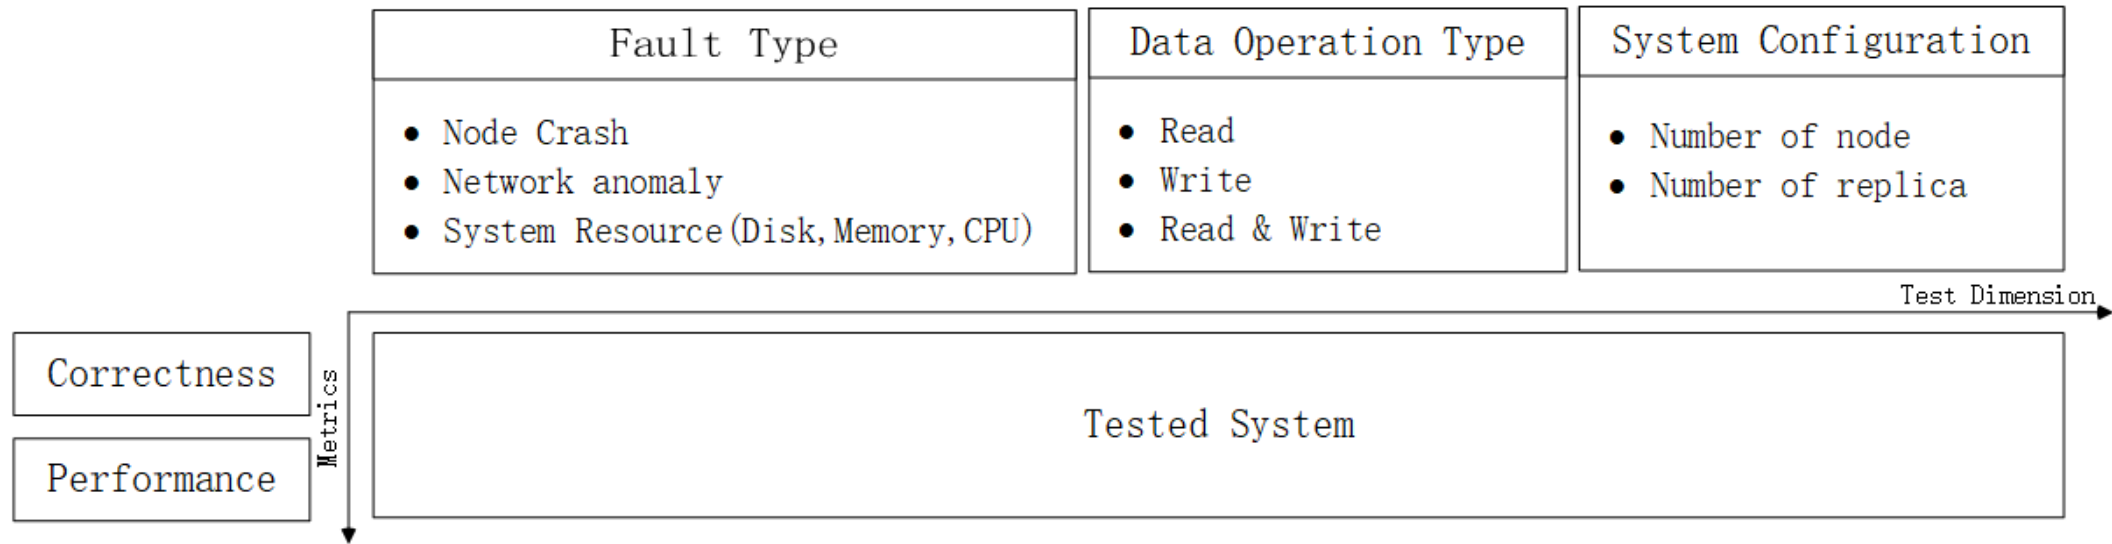 Fault Type
● Node Crash
● Network anomaly
● System Resource(Disk,Memory,CPU)
Data Operation Type
● Read
● Write
● Read & Write
System Configuration
● Number of node
● Number of replica
Test Dimension
Metrics
Correctness
Performance
Tested System